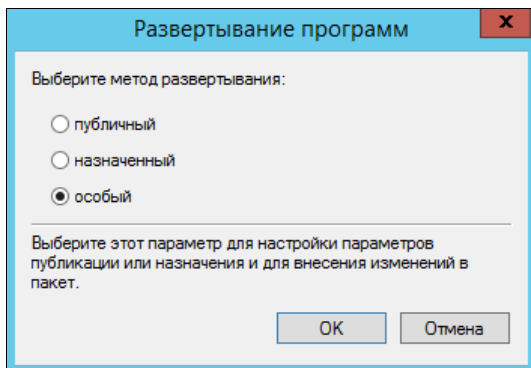 Развертывание программ
x
Выберите метод развертывания:
публичный
назначенный
особый
Выберите этот параметр для настройки параметров
публикации или назначения и для внесения изменений в
пакет.
OK
Отмена